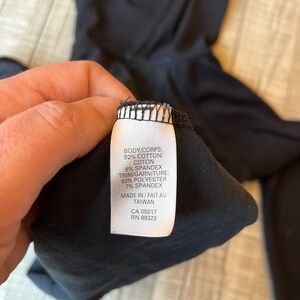 BODY/CORPS
92% COTTON/
COTON
8% SPANDEX
TRIM/GARNITURE:
93% POLYESTER
7% SPANDEX
MADE IN / FAIT AU
TAIWAN
CA 05017
RN 89323